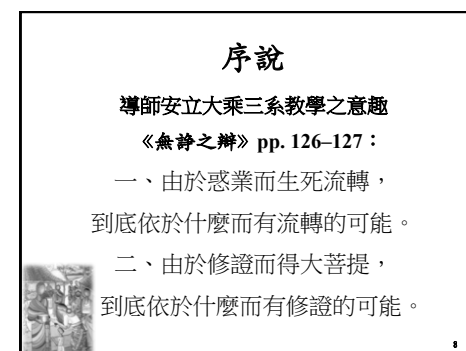 序說
導師安立大乘三系教學之意趣
《無諍之辯》pp. 126–127：
一、由於惑業而生死流轉，
到底依於什麼而有流轉的可能。
二、由於修證而得大菩提，
到底依於什麼而有修證的可能。